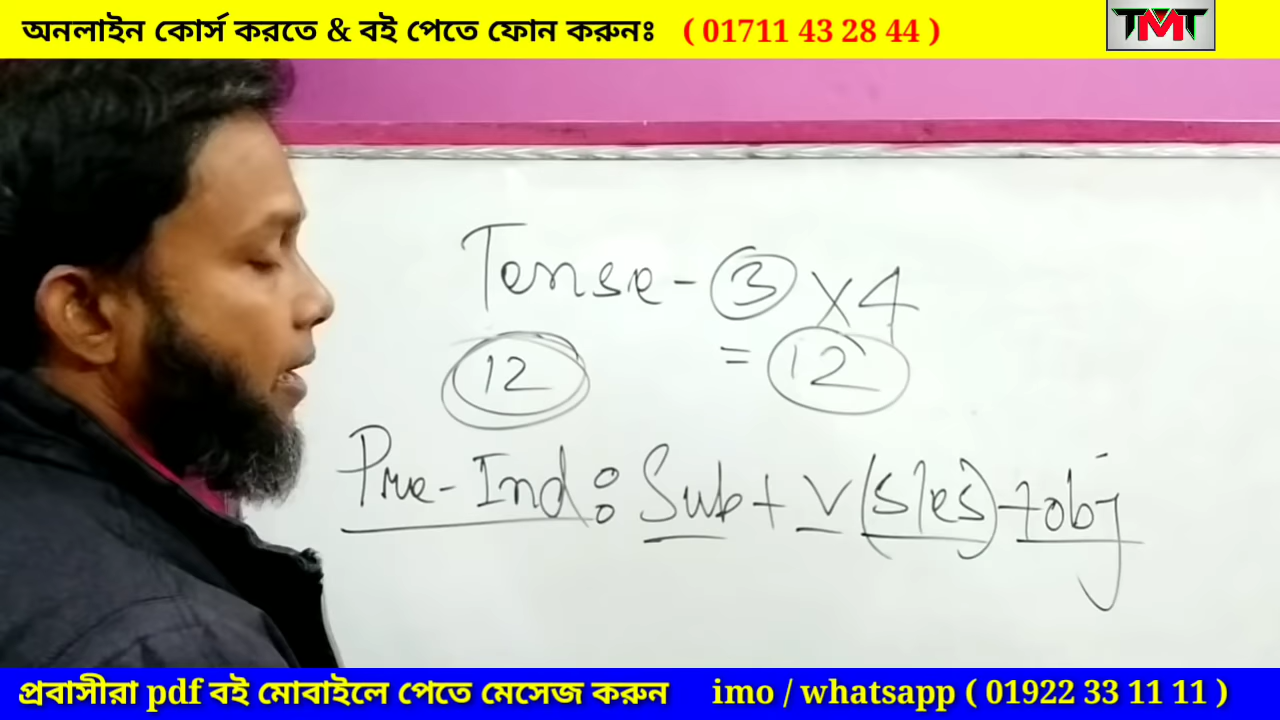 অনলাইন কোর্স করতে & বই পেতে ফোন করুনঃ ( 01711 43 28 44 )
TMT
Tense - 3 x 4
12 = 12
Pre - Ind : Sub + V (s/es) + obj
প্রবাসীরা pdf বই মোবাইলে পেতে মেসেজ করুন imo / whatsapp ( 01922 33 11 11 )